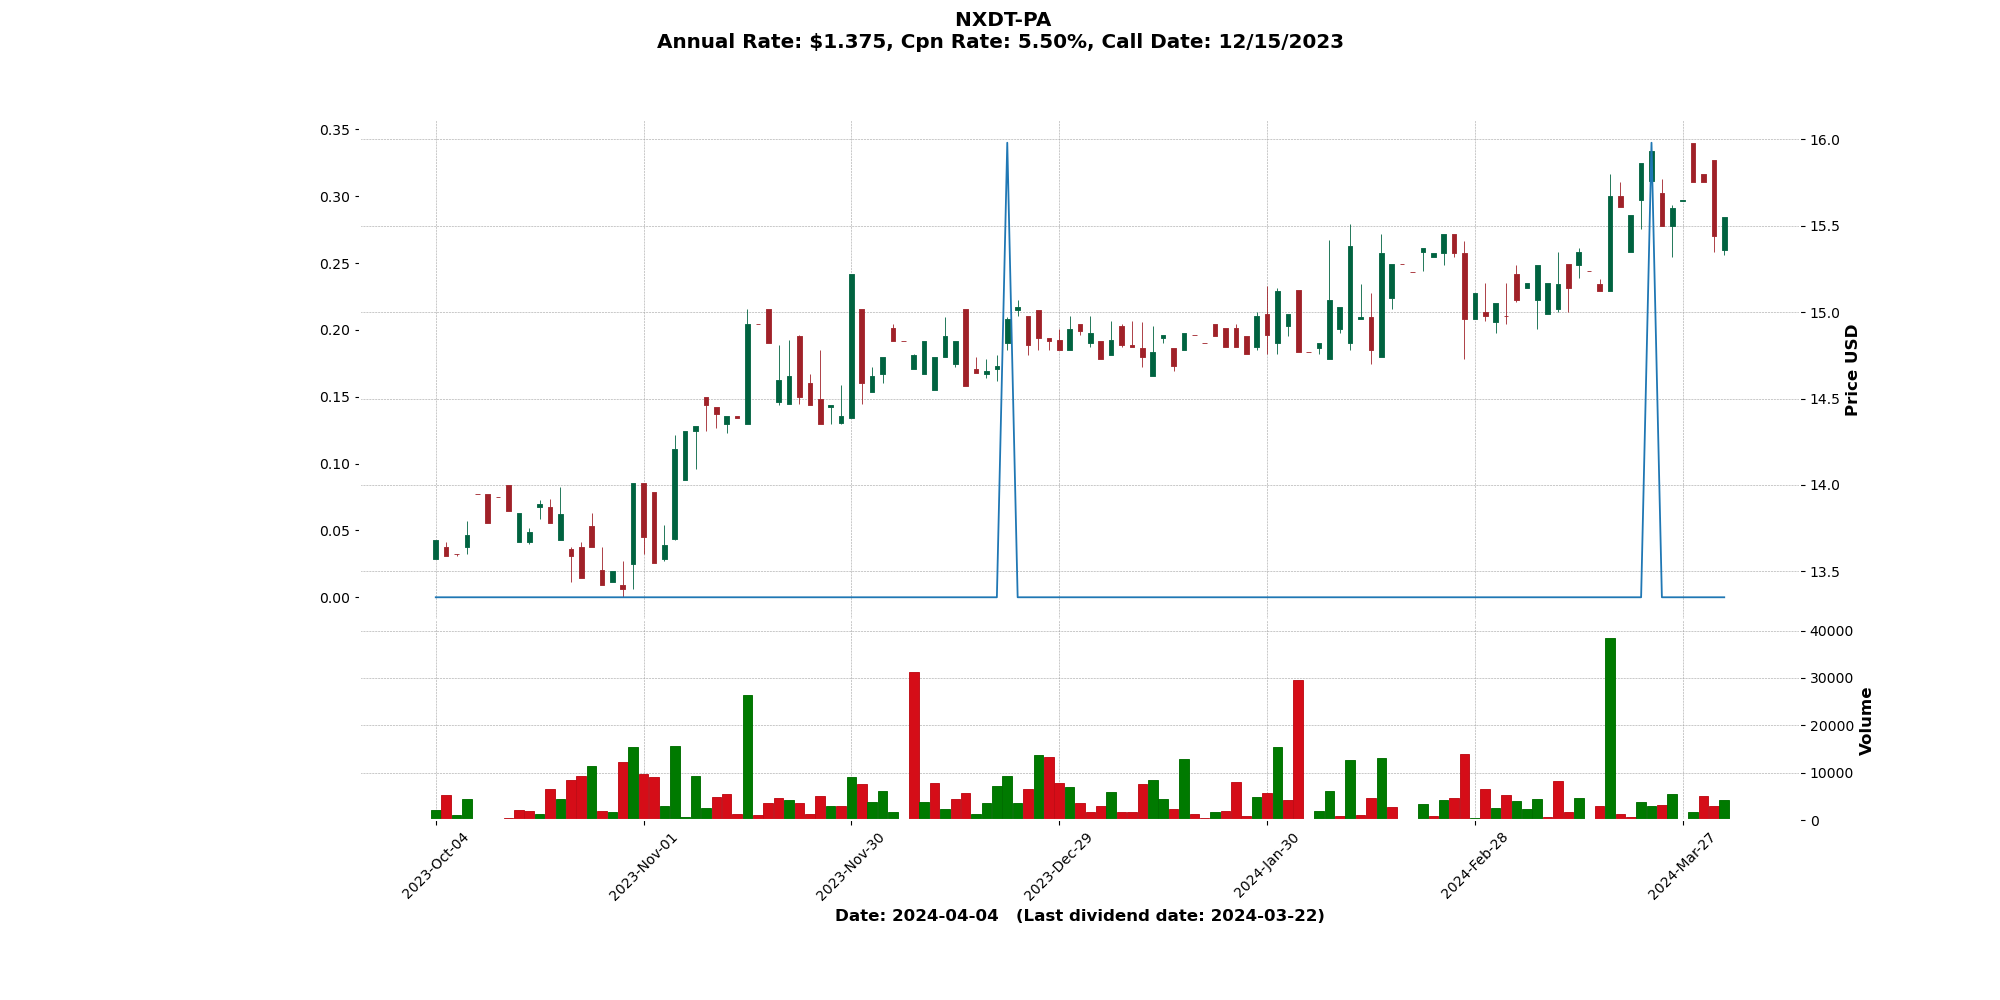 NXDT-PA
Annual Rate: $1.375, Cpn Rate: 5.50%, Call Date: 12/15/2023
0.35
0.30
0.25
0.20
0.15
0.10
0.05
0.00
16.0
15.5
15.0
14.5
14.0
13.5
Price USD
40000
30000
20000
10000
0
Volume
2023-Oct-04
2023-Nov-01
2023-Nov-30
2023-Dec-29
2024-Jan-30
2024-Feb-28
2024-Mar-27
Date: 2024-04-04 (Last dividend date: 2024-03-22)